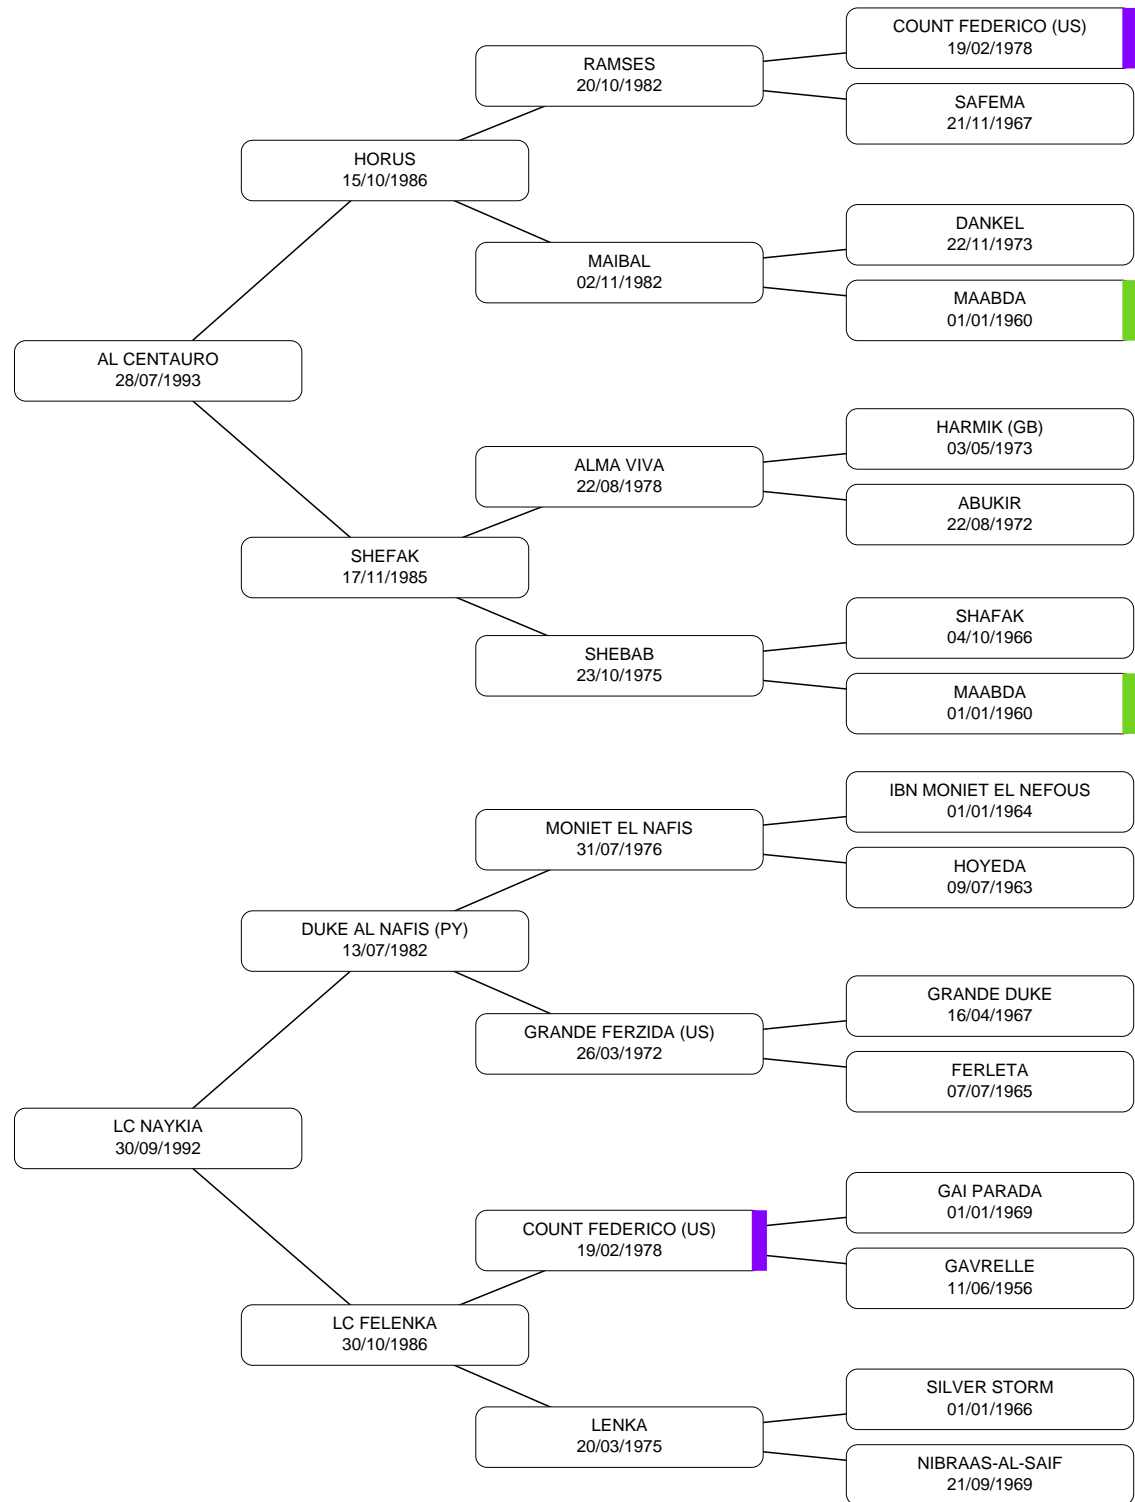 COUNT FEDERICO (US)
19/02/1978
RAMSES
20/10/1982
SAFEMA
21/11/1967
HORUS
15/10/1986
DANKEL
22/11/1973
MAIBAL
02/11/1982
MAABDA
01/01/1960
AL CENTAURO
28/07/1993
HARMIK (GB)
03/05/1973
ALMA VIVA
22/08/1978
ABUKIR
22/08/1972
SHEFAK
17/11/1985
SHAFAK
04/10/1966
SHEBAB
23/10/1975
MAABDA
01/01/1960
IBN MONIET EL NEFOUS
01/01/1964
MONIET EL NAFIS
31/07/1976
HOYEDA
09/07/1963
DUKE AL NAFIS (PY)
13/07/1982
GRANDE DUKE
16/04/1967
GRANDE FERZIDA (US)
26/03/1972
FERLETA
07/07/1965
LC NAYKIA
30/09/1992
GAI PARADA
01/01/1969
COUNT FEDERICO (US)
19/02/1978
GAVRELLE
11/06/1956
LC FELENKA
30/10/1986
SILVER STORM
01/01/1966
LENKA
20/03/1975
NIBRAAS-AL-SAIF
21/09/1969